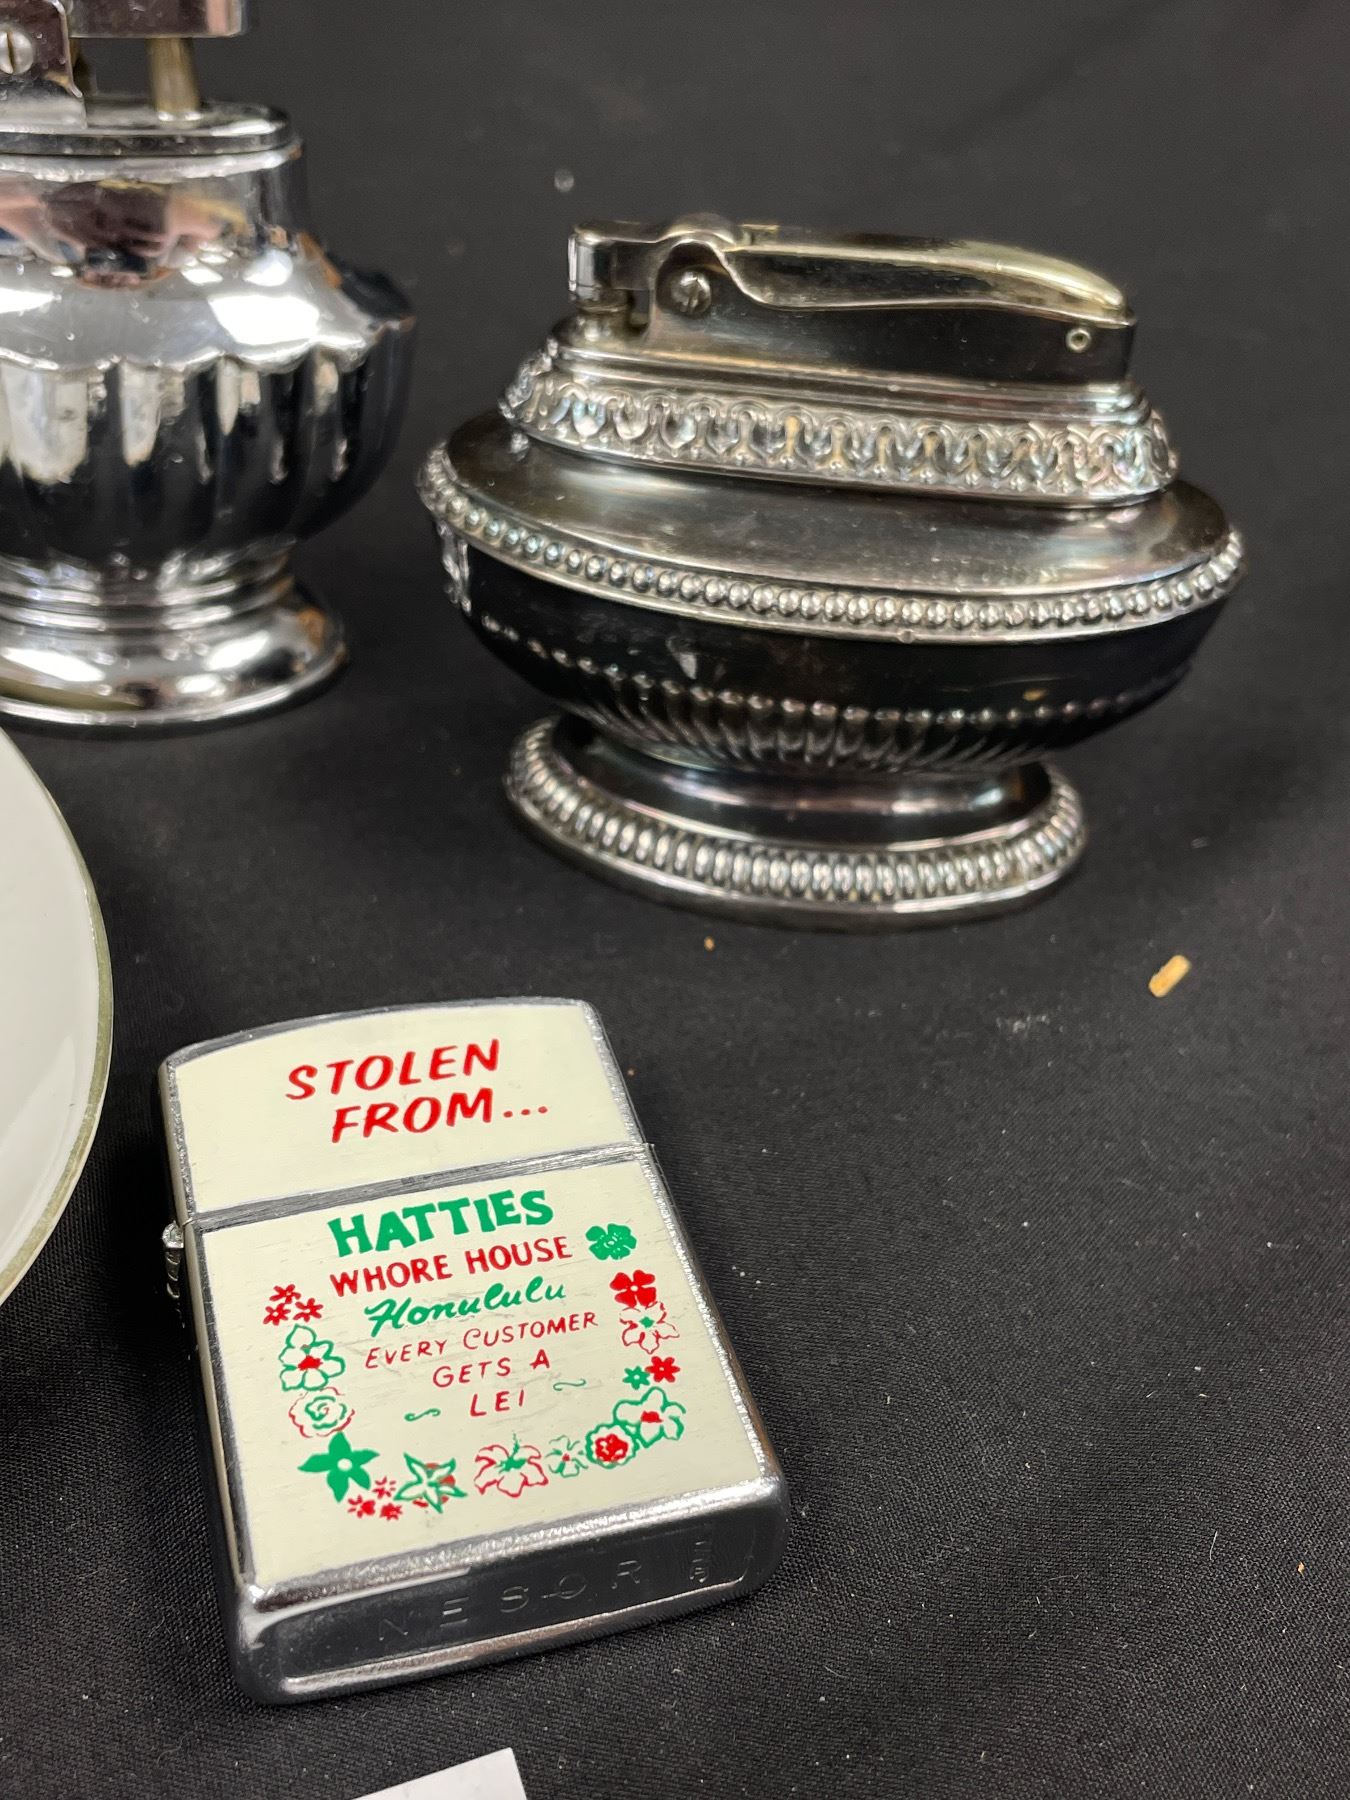 STOLEN
FROM...
HATTIES
WHORE HOUSE
Honululu
EVERY CUSTOMER
GETS A
LEI